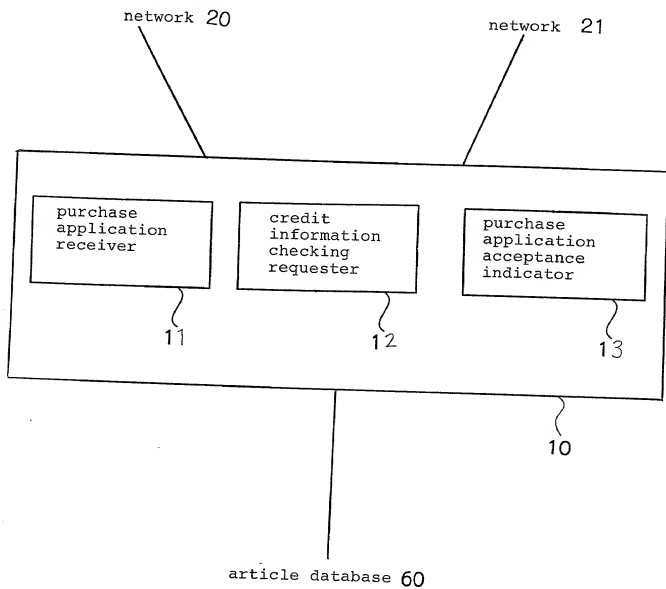 network 20
network 21
purchase
application
receiver
credit
information
checking
requester
purchase
application
acceptance
indicator
11
12
13
10
article database 60